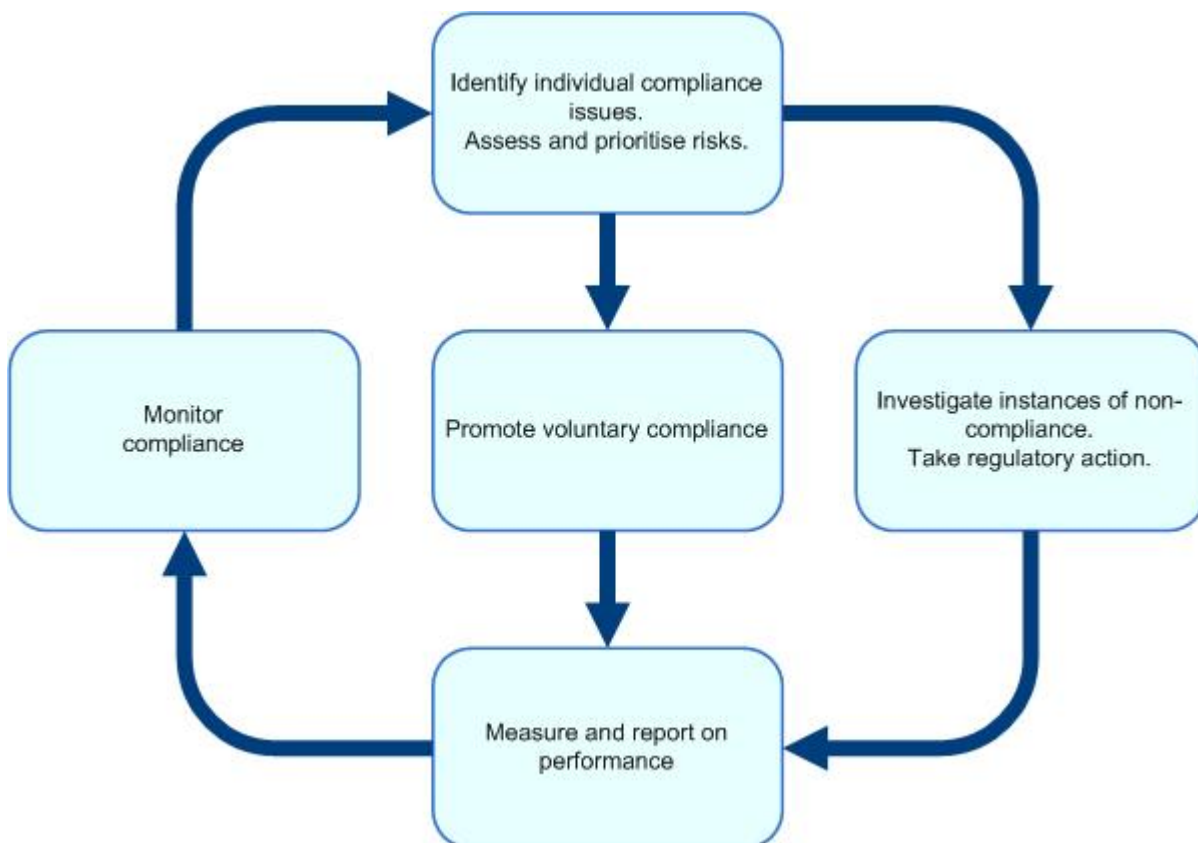 Identify individual compliance
issues.
Assess and prioritise risks.
Monitor
compliance
Promote voluntary compliance
Investigate instances of non-
compliance.
Take regulatory action.
Measure and report on
performance